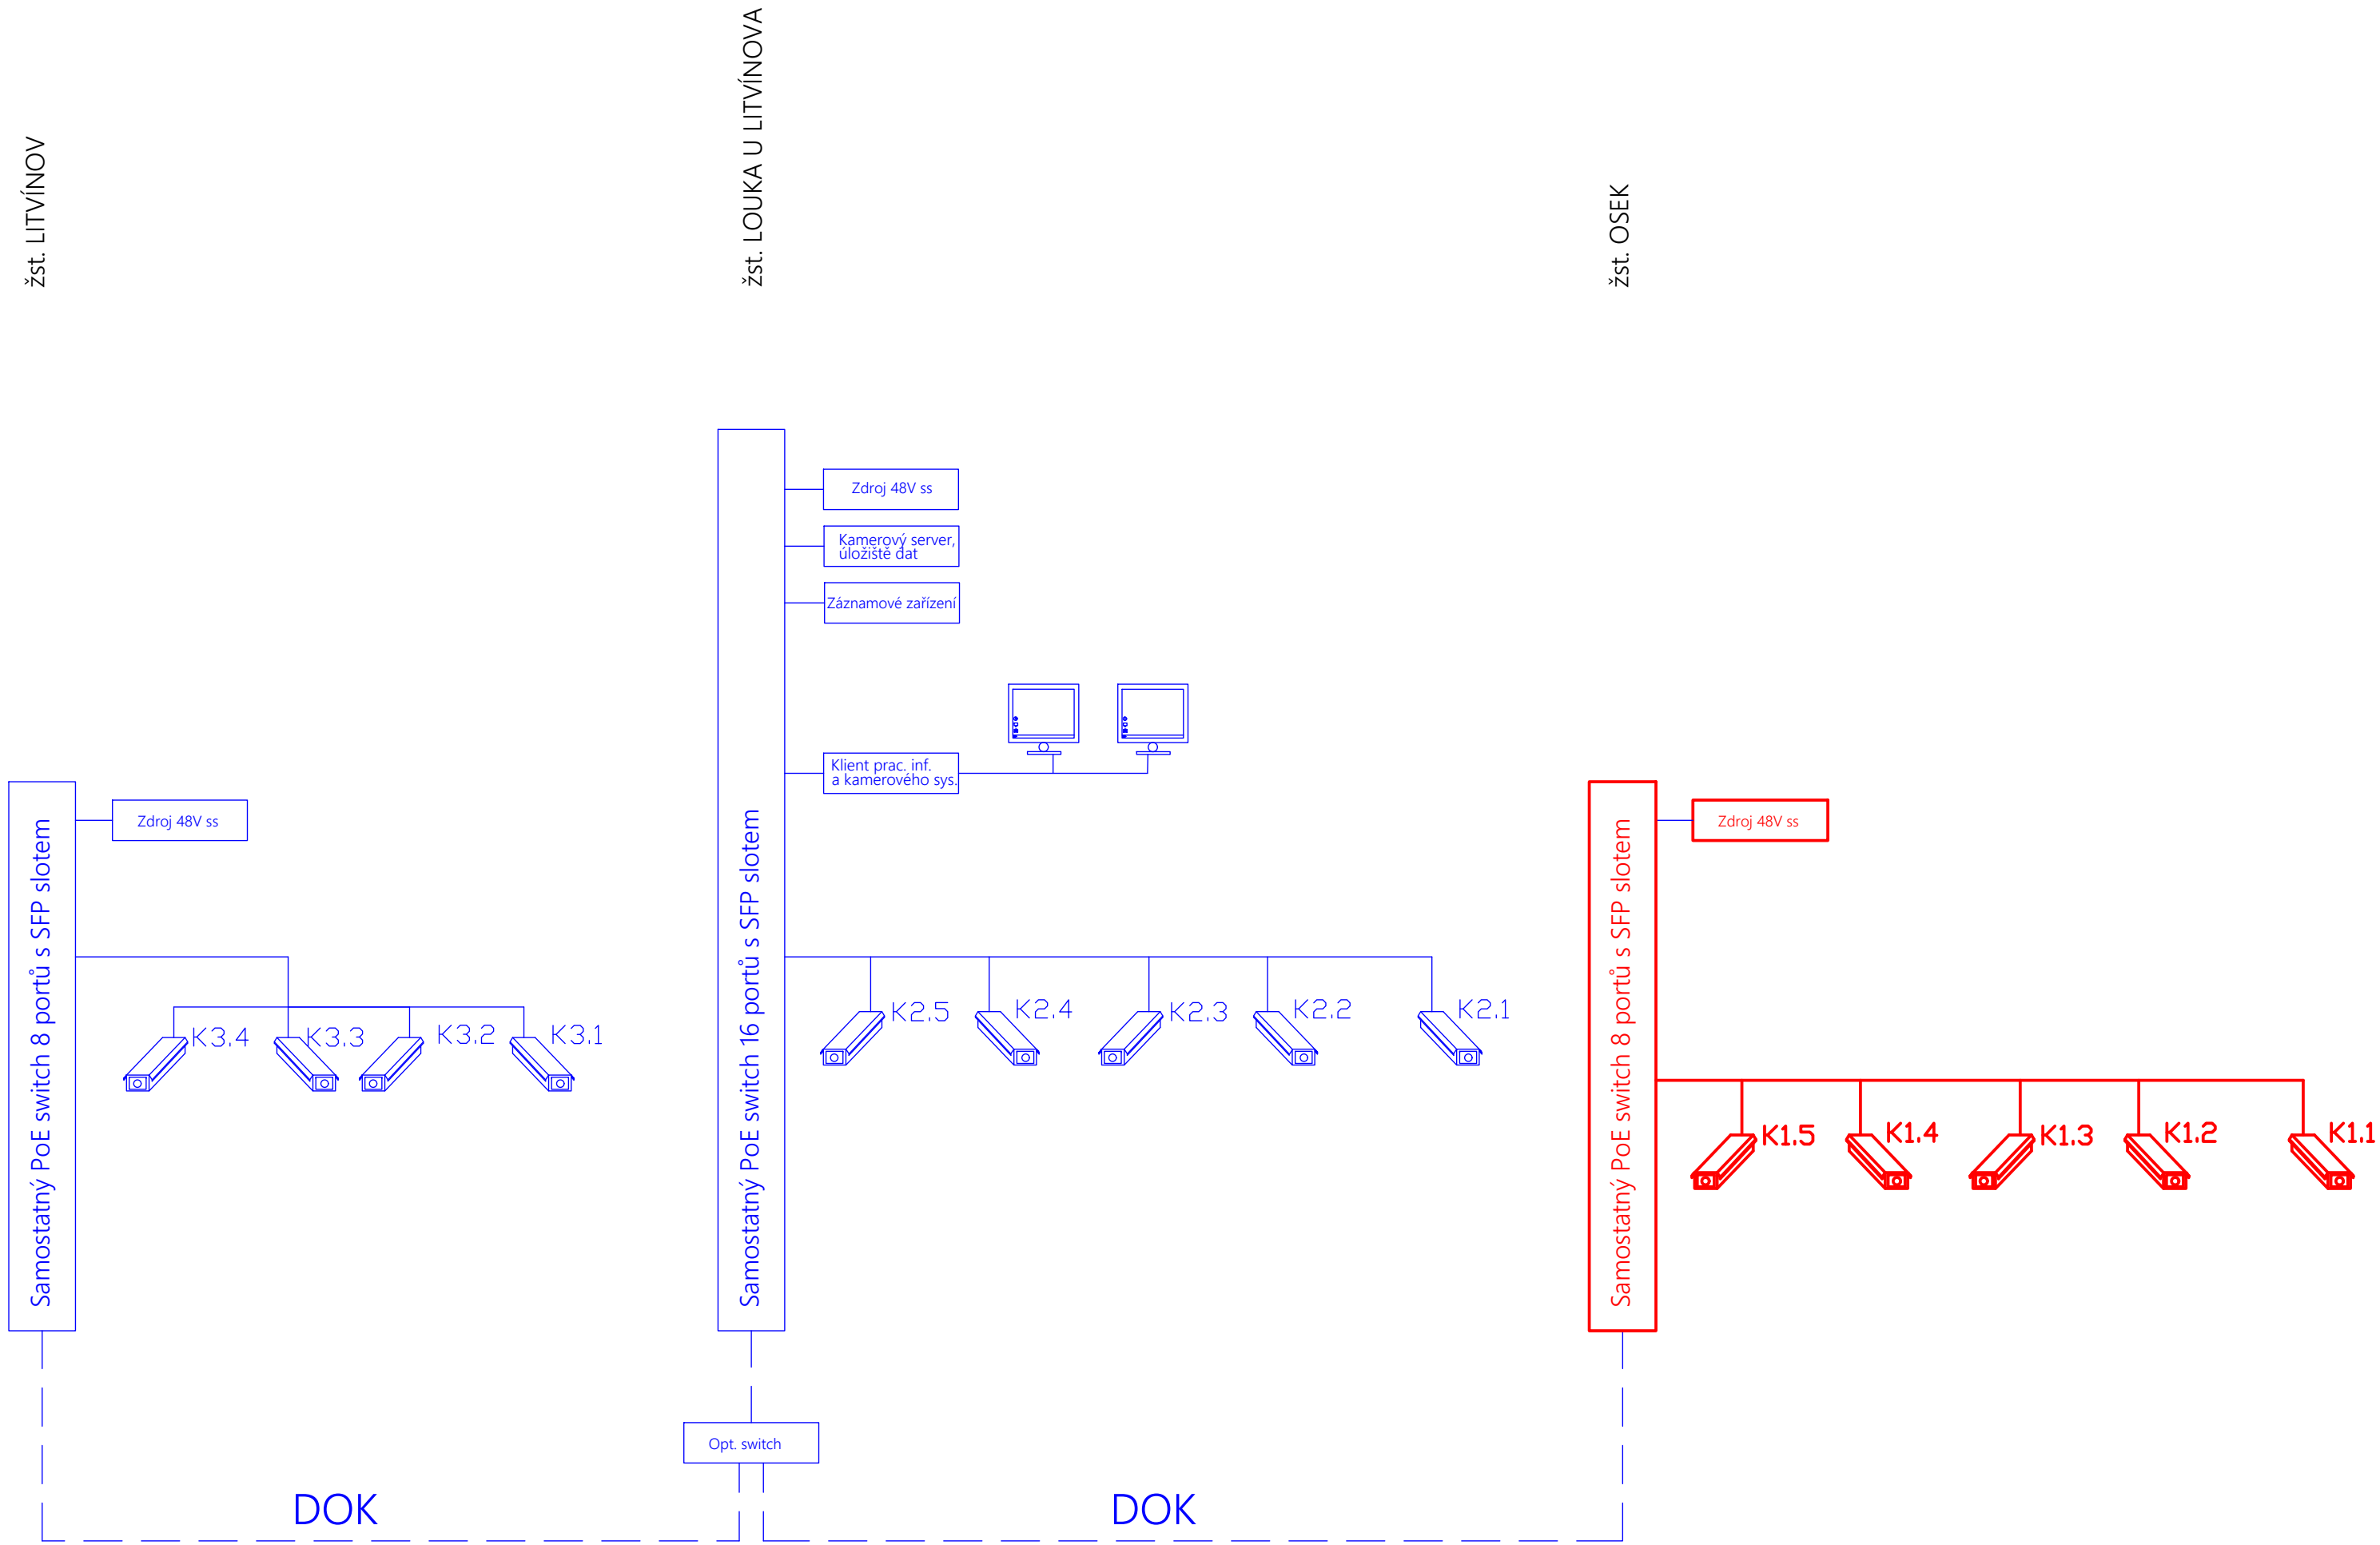 žst. LITVÍNOV
žst. LOUKA U LITVÍNOVA
žst. OSEK
Samostatný PoE switch 8 portů s SFP slotem
Zdroj 48V ss
K3.4
K3.3
K3.2
K3.1
Samostatný PoE switch 16 portů s SFP slotem
Zdroj 48V ss
Kamerový server,
úložiště dat
Záznamové zařízení
Klient prac. inf.
a kamerového sys.
K2.5
K2.4
K2.3
K2.2
K2.1
Samostatný PoE switch 8 portů s SFP slotem
Zdroj 48V ss
K1.5
K1.4
K1.3
K1.2
K1.1
Opt. switch
DOK
DOK